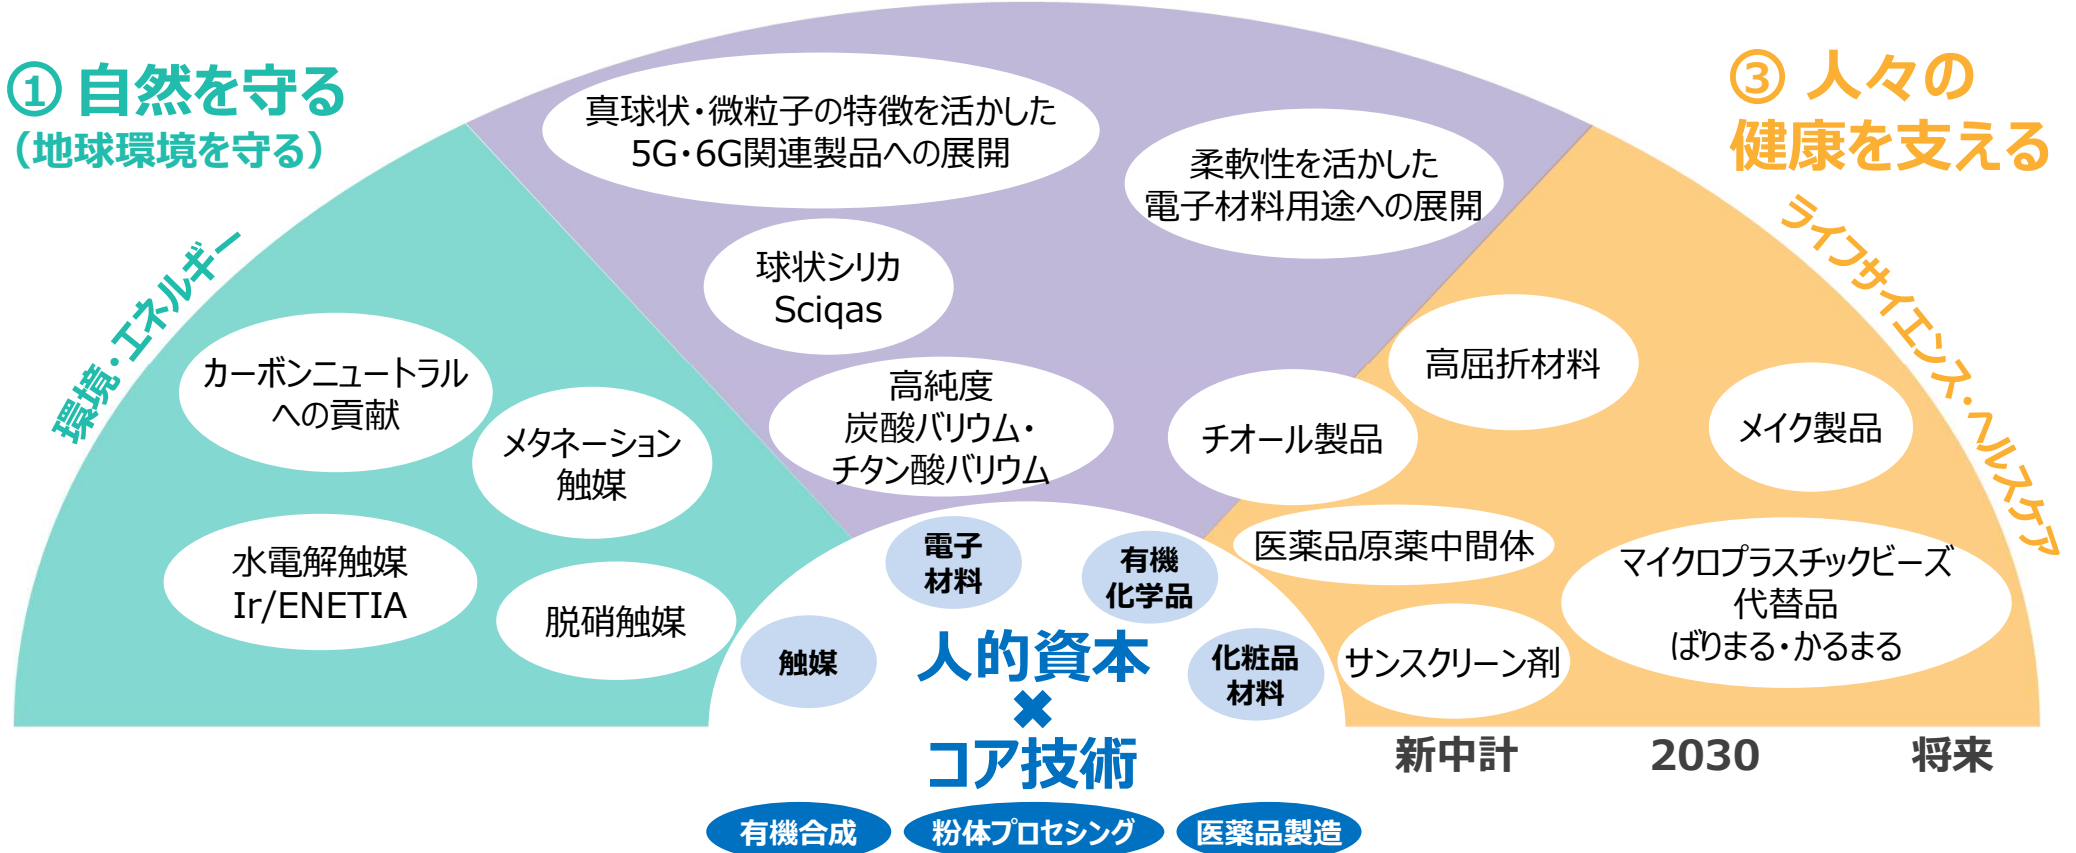 ① 自然を守る
（地球環境を守る）
環境・エネルギー
カーボンニュートラル
への貢献
メタネーション
触媒
水電解触媒
Ir/ENETIA
脱硝触媒
真球状・微粒子の特徴を活かした
5G・6G関連製品への展開
柔軟性を活かした
電子材料用途への展開
球状シリカ
Sciqas
高純度
炭酸バリウム・
チタン酸バリウム
チオール製品
③ 人々の
健康を支える
ライフサイエンス・ヘルスケア
高屈折材料
メイク製品
医薬品原薬中間体
マイクロプラスチックビーズ
代替品
ばりまる・かるまる
サンスクリーン剤
触媒
電子
材料
有機
化学品
化粧品
材料
人的資本
✖
コア技術
新中計
2030
将来
有機合成
粉体プロセシング
医薬品製造